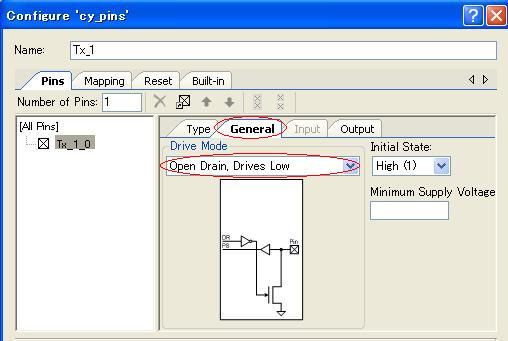 Configure 'cy_pins'
Name: Tx_1
Pins Mapping Reset Built-in
Number of Pins: 1
[All Pins]
Tx_1_0
Type General Input Output
Drive Mode
Open Drain, Drives Low
Initial State:
High (1)
Minimum Supply Voltage
DR
PS
Pin